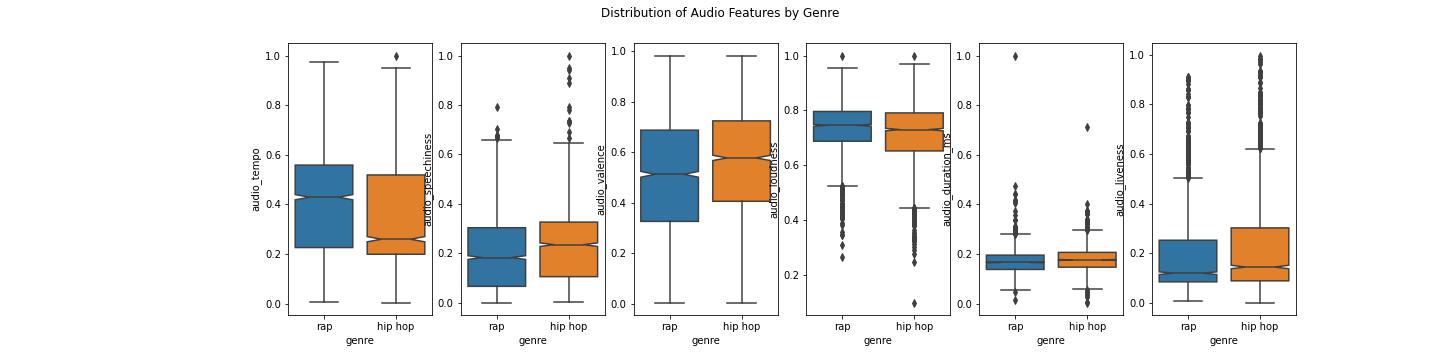 Distribution of Audio Features by Genre
audio_tempo
1.0
0.8
0.6
0.4
0.2
0.0
rap
hip hop
genre
audio_speechiness
1.0
0.8
0.6
0.4
0.2
0.0
rap
hip hop
genre
audio_valence
1.0
0.8
0.6
0.4
0.2
0.0
rap
hip hop
genre
audio_loudness
1.0
0.8
0.6
0.4
0.2
rap
hip hop
genre
audio_duration_ms
1.0
0.8
0.6
0.4
0.2
0.0
rap
hip hop
genre
audio_liveness
1.0
0.8
0.6
0.4
0.2
0.0
rap
hip hop
genre